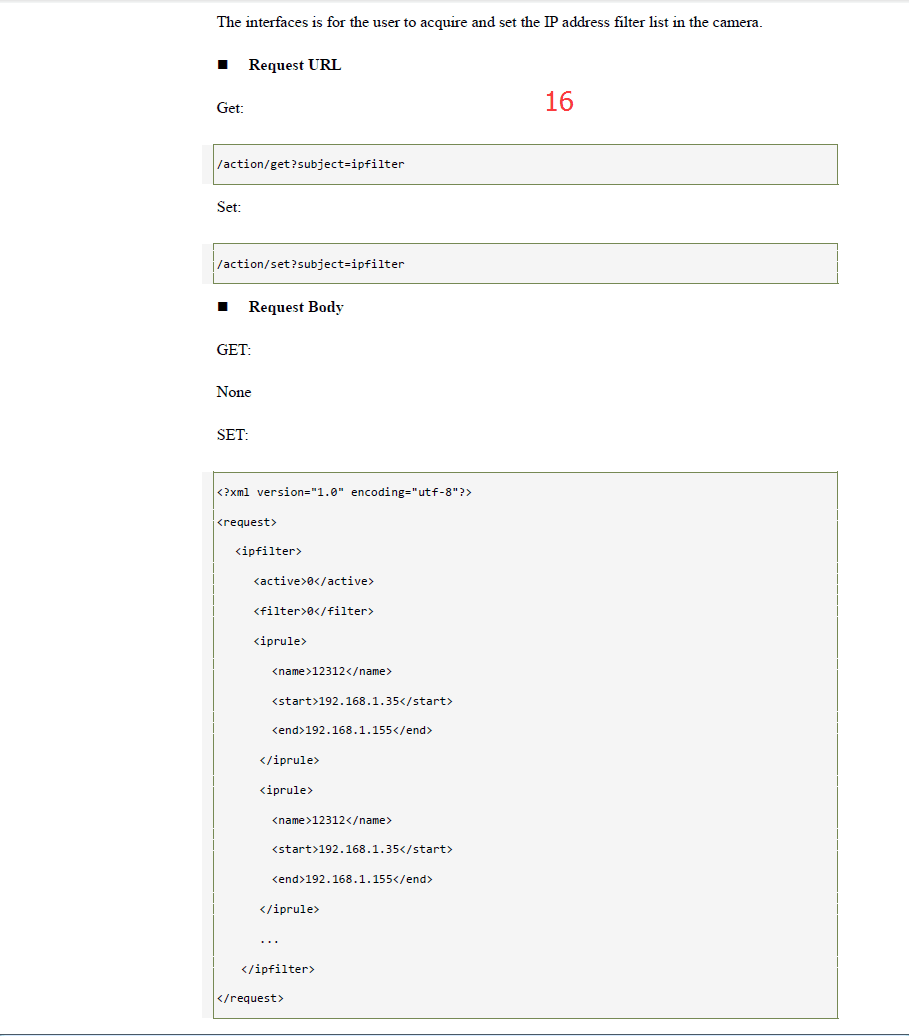 The interfaces is for the user to acquire and set the IP address filter list in the camera.
■ Request URL
Get:
16
/action/get?subject=ipfilter
Set:
/action/set?subject=ipfilter
■ Request Body
GET:
None
SET:
<?xml version="1.0" encoding="utf-8"?>
<request>
<ipfilter>
<active>0</active>
<filter>0</filter>
<iprule>
<name>12312</name>
<start>192.168.1.35</start>
<end>192.168.1.155</end>
</iprule>
<iprule>
<name>12312</name>
<start>192.168.1.35</start>
<end>192.168.1.155</end>
</iprule>
...
</ipfilter>
</request>